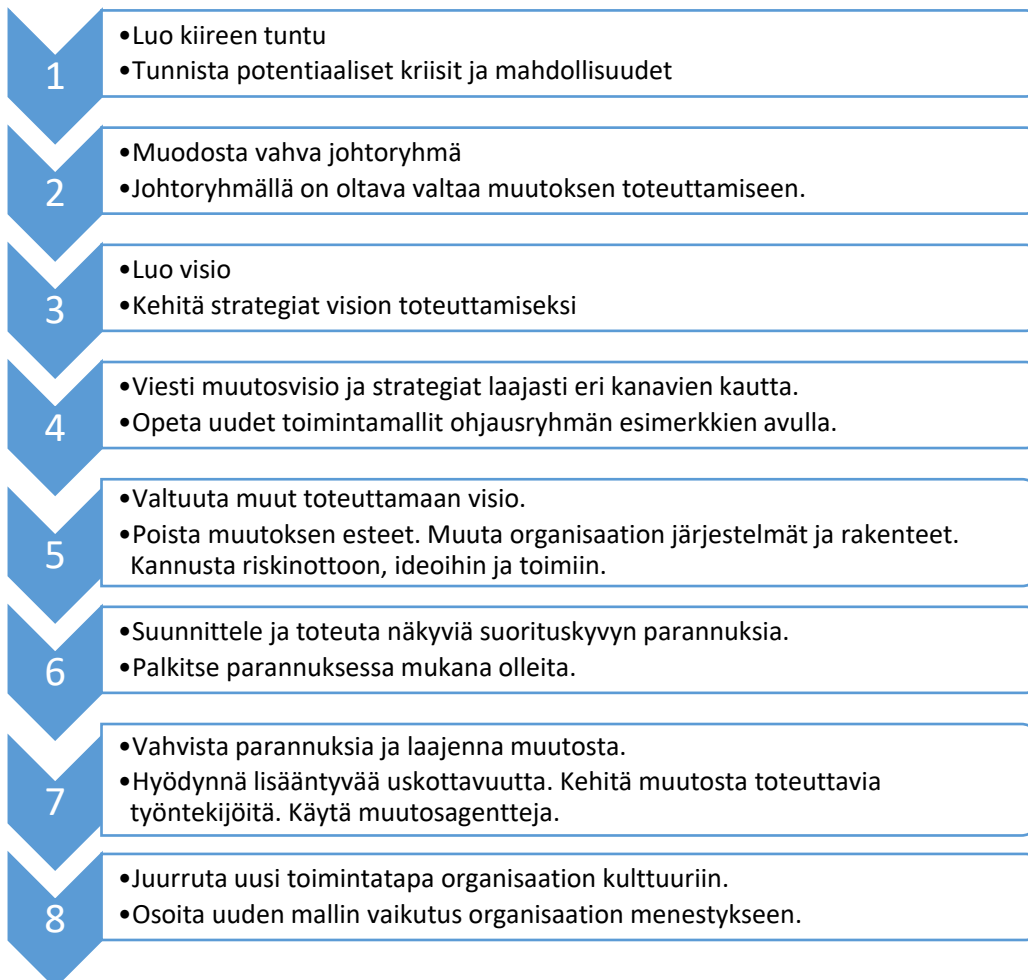 1
•Luo kiireen tuntu
•Tunnista potentiaaliset kriisit ja mahdollisuudet
2
•Muodosta vahva johtoryhmä
•Johtoryhmällä on oltava valtaa muutoksen toteuttamiseen.
3
•Luo visio
•Kehitä strategiat vision toteuttamiseksi
4
•Viesti muutosvisio ja strategiat laajasti eri kanavien kautta.
•Opeta uudet toimintamallit ohjausryhmän esimerkkien avulla.
5
•Valtuuta muut toteuttamaan visio.
•Poista muutoksen esteet. Muuta organisaation järjestelmät ja rakenteet.
Kannusta riskinottoon, ideoihin ja toimiin.
6
•Suunnittele ja toteuta näkyviä suorituskyvyn parannuksia.
•Palkitse parannuksessa mukana olleita.
7
•Vahvista parannuksia ja laajenna muutosta.
•Hyödynnä lisääntyvää uskottavuutta. Kehitä muutosta toteuttavia
työntekijöitä. Käytä muutosagentteja.
8
•Juurruta uusi toimintatapa organisaation kulttuuriin.
•Osoita uuden mallin vaikutus organisaation menestykseen.